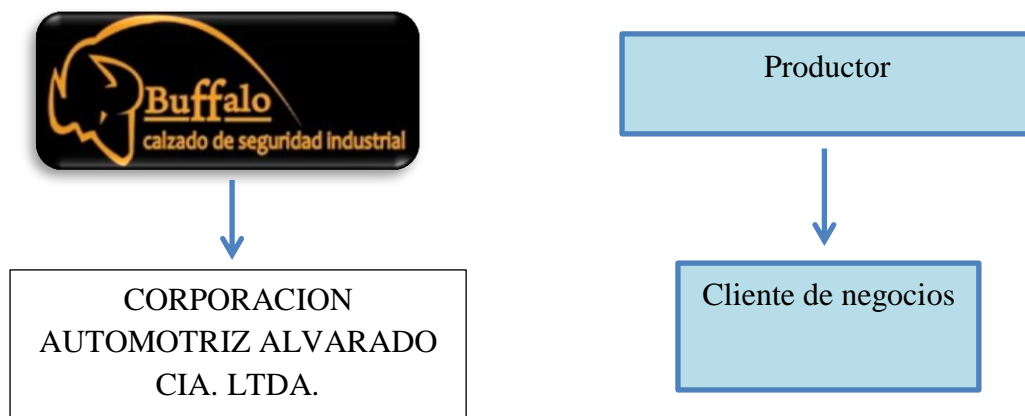 Buffalo
calzado de seguridad industrial
Productor
CORPORACION
AUTOMOTRIZ ALVARADO
CIA. LTDA.
Cliente de negocios